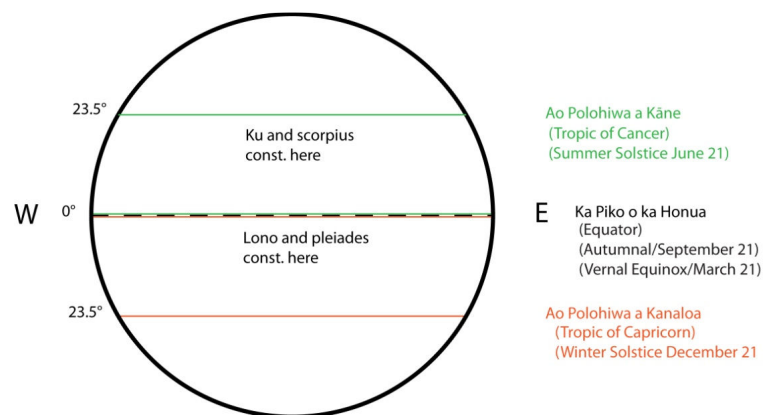 23.5°
Ao Polohiwa a Kāne
(Tropic of Cancer)
(Summer Solstice June 21)
Ku and scorpius
const. here
W
0°
E
Ka Piko o ka Honua
(Equator)
(Autumnal/September 21)
(Vernal Equinox/March 21)
Lono and pleiades
const. here
23.5°
Ao Polohiwa a Kanaloa
(Tropic of Capricorn)
(Winter Solstice December 21